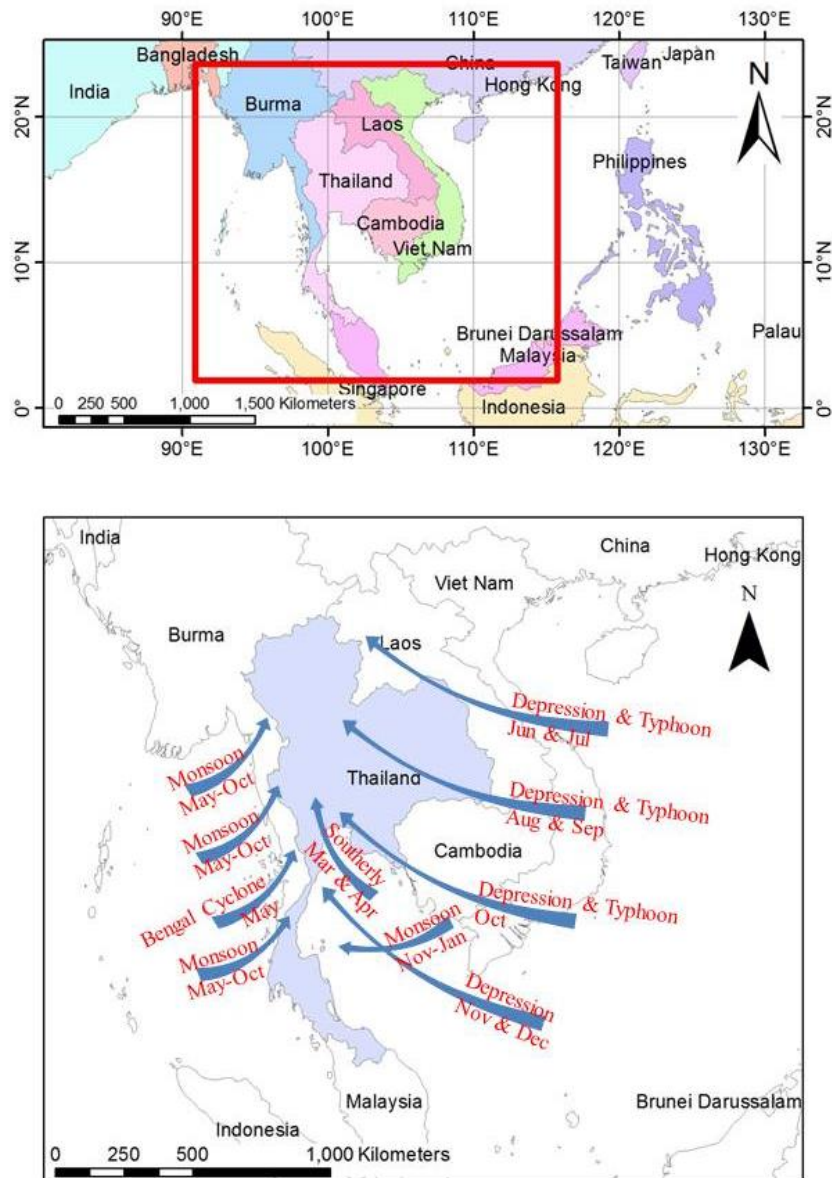 90°E 100°E 110°E 120°E 130°E
Bangladesh
China
Taiwan
Japan
India
Burma
Hong Kong
N
20°N
20°N
Laos
Thailand
Philippines
Cambodia
Viet Nam
10°N
10°N
Brunei Darussalam
Palau
Malaysia
Singapore
Indonesia
0 250 500 1,000 1,500 Kilometers
0°
0°
90°E 100°E 110°E 120°E 130°E
India
China
Hong Kong
Viet Nam
N
Burma
Laos
Depression & Typhoon
Jun & Jul
Monsoon
May-Oct
Thailand
Depression & Typhoon
Aug & Sep
Monsoon
May-Oct
Southerly
Mar & Apr
Cambodia
Bengal Cyclone
May
Depression & Typhoon
Oct
Monsoon
May-Oct
Monsoon
Nov-Jan
Depression
Nov & Dec
Malaysia
Brunei Darussalam
Indonesia
0 250 500 1,000 Kilometers